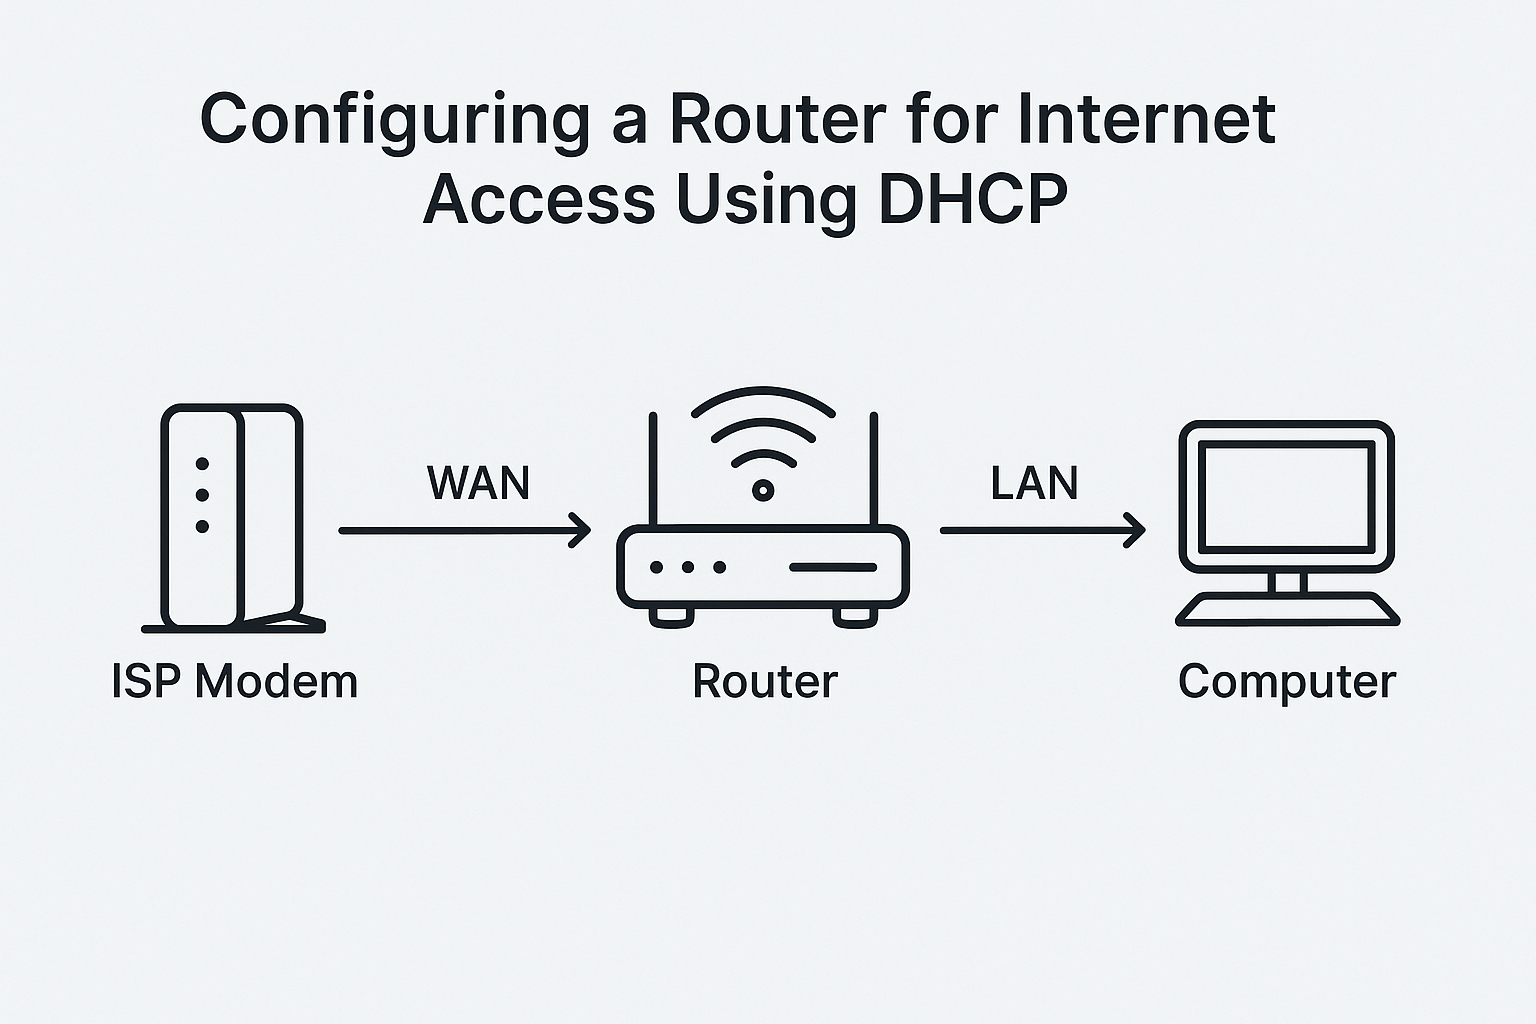 Configuring a Router for Internet
Access Using DHCP
WAN
LAN
ISP Modem
Router
Computer